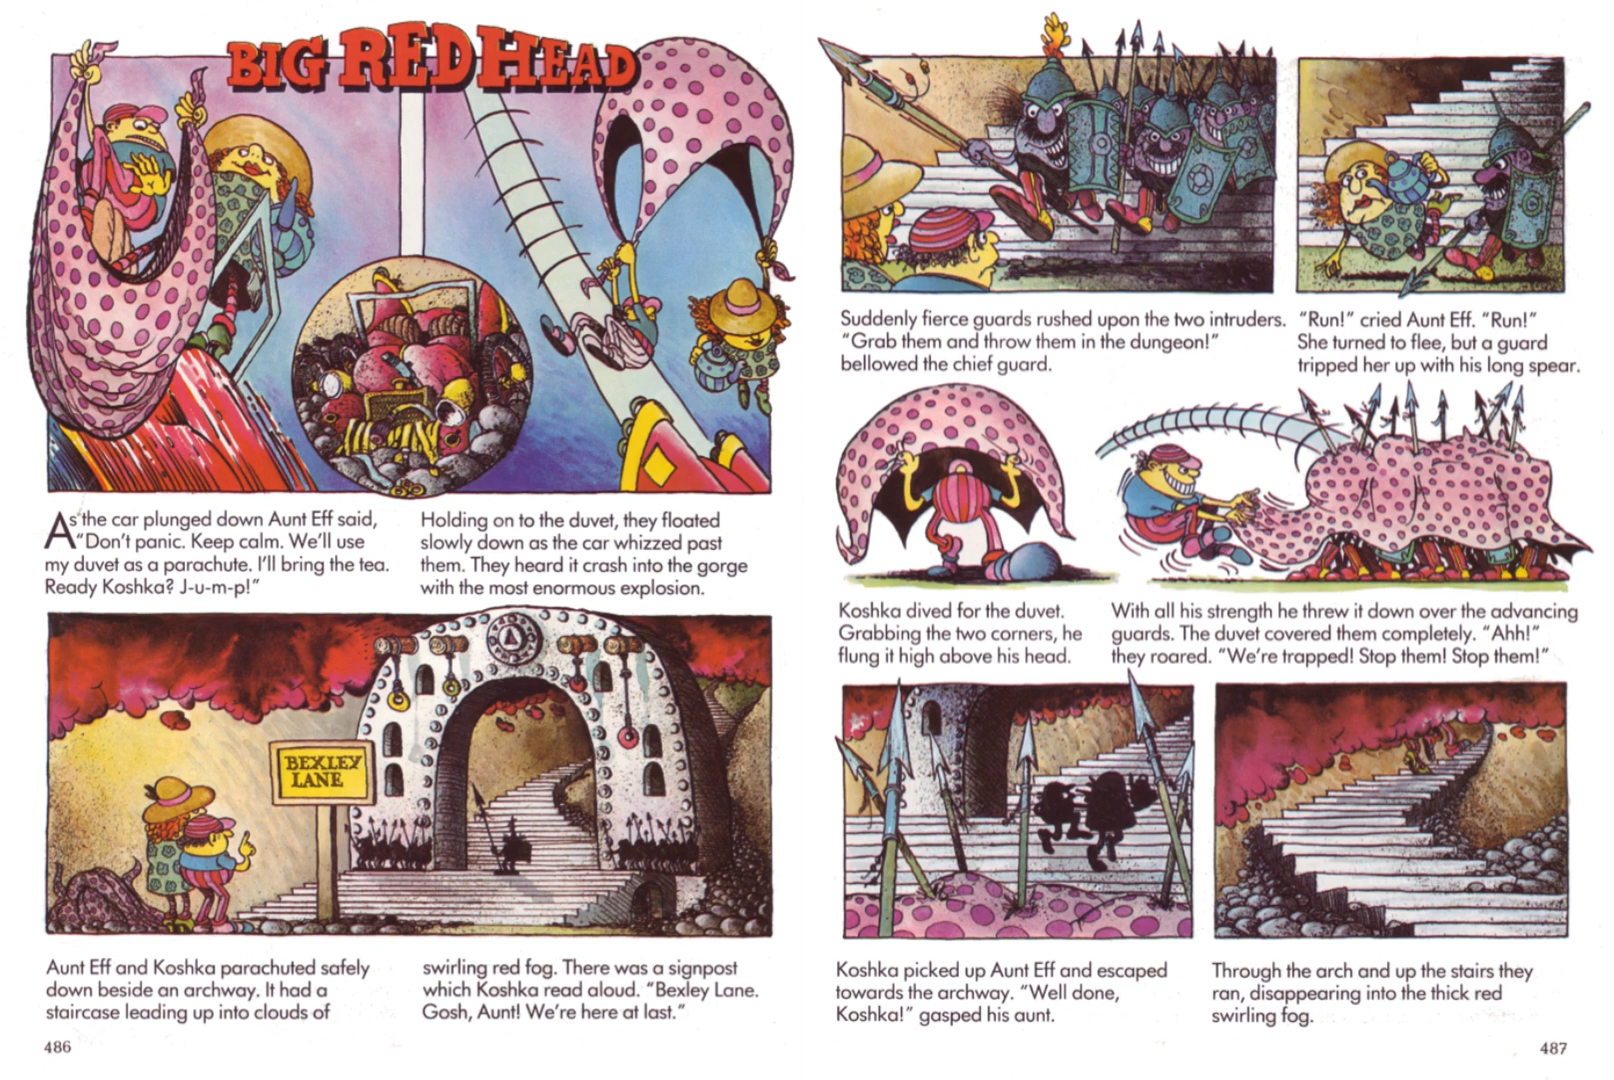 BIG RED HEAD
As the car plunged down Aunt Eff said,
"Don't panic. Keep calm. We'll use
my duvet as a parachute. I'll bring the tea.
Ready Koshka? J-u-m-p!"
Holding on to the duvet, they floated
slowly down as the car whizzed past
them. They heard it crash into the gorge
with the most enormous explosion.
BEXLEY
LANE
Aunt Eff and Koshka parachuted safely
down beside an archway. It had a
staircase leading up into clouds of
swirling red fog. There was a signpost
which Koshka read aloud. "Bexley Lane.
Gosh, Aunt! We're here at last."
486
Suddenly fierce guards rushed upon the two intruders.
"Grab them and throw them in the dungeon!"
bellowed the chief guard.
"Run!" cried Aunt Eff. "Run!"
She turned to flee, but a guard
tripped her up with his long spear.
Koshka dived for the duvet.
Grabbing the two corners, he
flung it high above his head.
With all his strength he threw it down over the advancing
guards. The duvet covered them completely. "Ahh!"
they roared. "We're trapped! Stop them! Stop them!"
Koshka picked up Aunt Eff and escaped
towards the archway. "Well done,
Koshka!" gasped his aunt.
Through the arch and up the stairs they
ran, disappearing into the thick red
swirling fog.
487